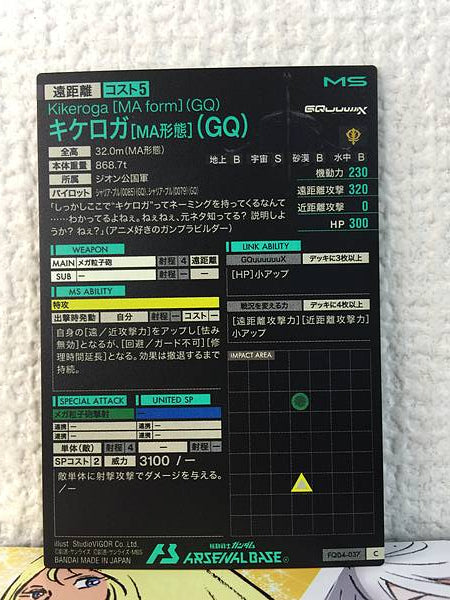 遠距離 コスト5 MS
Kikeroga [MA form] (GQ)
キケロガ[MA形態](GQ)
GQuuuuuuX
全高 32.0m(MA形態)
本体重量 868.7t
所属 ジオン公国軍
パイロット シャリア・ブル(0085)(GQ),シャリア・ブル(0079)(GQ)
地上 B 宇宙 S 砂漠 B 水中 B
機動力 230
遠距離攻撃 320
近距離攻撃 0
HP 300
「しっかしここで“キケロガ”ってネーミングを持ってくるなんて
……わかってるよねぇ。ねぇねぇ、元ネタ知ってる? 説明しよ
うか? ねぇ?」(アニメ好きのガンプラビルダー)
WEAPON
MAIN メガ粒子砲 射程 4 遠距離
SUB — 射程 — —
MS ABILITY
特攻
出撃時発動 自分 射程 — コスト —
自身の[遠/近攻撃力]をアップし[怯み
無効]となるが、[回避/ガード不可][修
理時間延長]となる。効果は撤退するまで
持続。
LINK ABILITY
GQuuuuuuX デッキに3枚以上
[HP]小アップ
戦況を変える力 デッキに4枚以上
[遠距離攻撃力][近距離攻撃力]
小アップ
IMPACT AREA
SPECIAL ATTACK UNITED SP
メガ粒子砲撃射 —
連携 — 連携 —
連携 — 連携 —
単体(敵) 射程 4 — 射程 —
SPコスト 2 威力 3100 / —
敵単体に射撃攻撃でダメージを与える。
/—
illust StudioVIGOR Co.,Ltd.
©創通・サンライズ ©創通・サンライズ・MBS
BANDAI MADE IN JAPAN
機動戦士ガンダム
ARSENAL BASE
FQ04-037 C